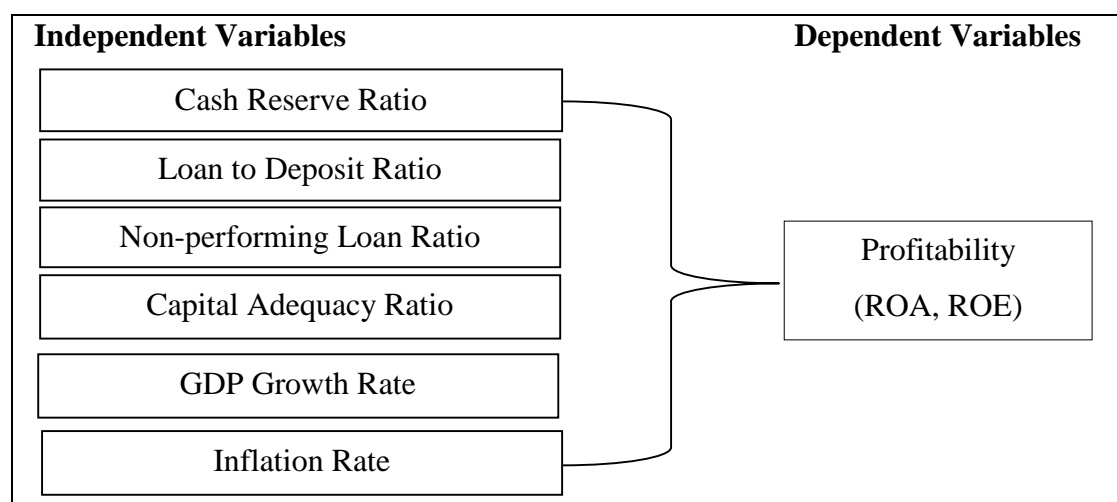 Independent Variables
Dependent Variables
Cash Reserve Ratio
Loan to Deposit Ratio
Non-performing Loan Ratio
Capital Adequacy Ratio
GDP Growth Rate
Inflation Rate
Profitability
(ROA, ROE)